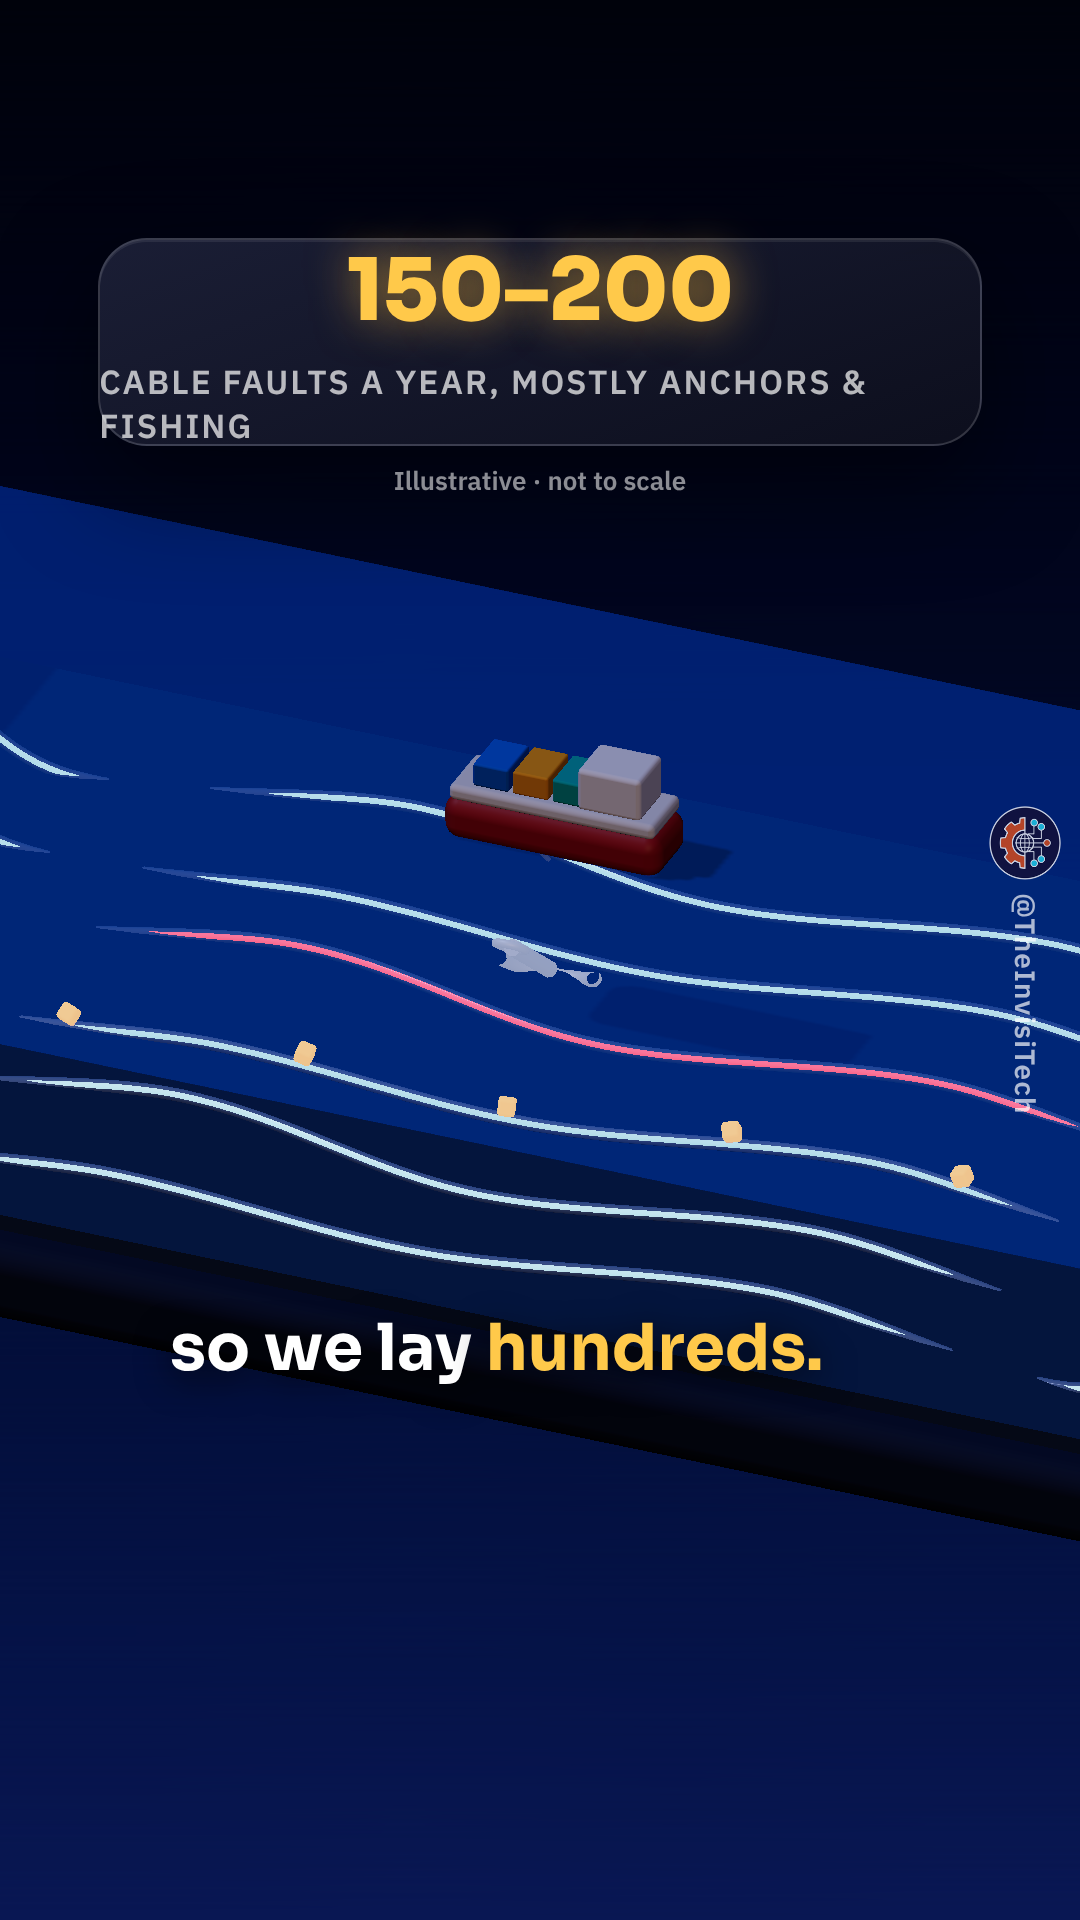 150–200
CABLE FAULTS A YEAR, MOSTLY ANCHORS &
FISHING
Illustrative · not to scale
@TheInvisiTech
so we lay hundreds.